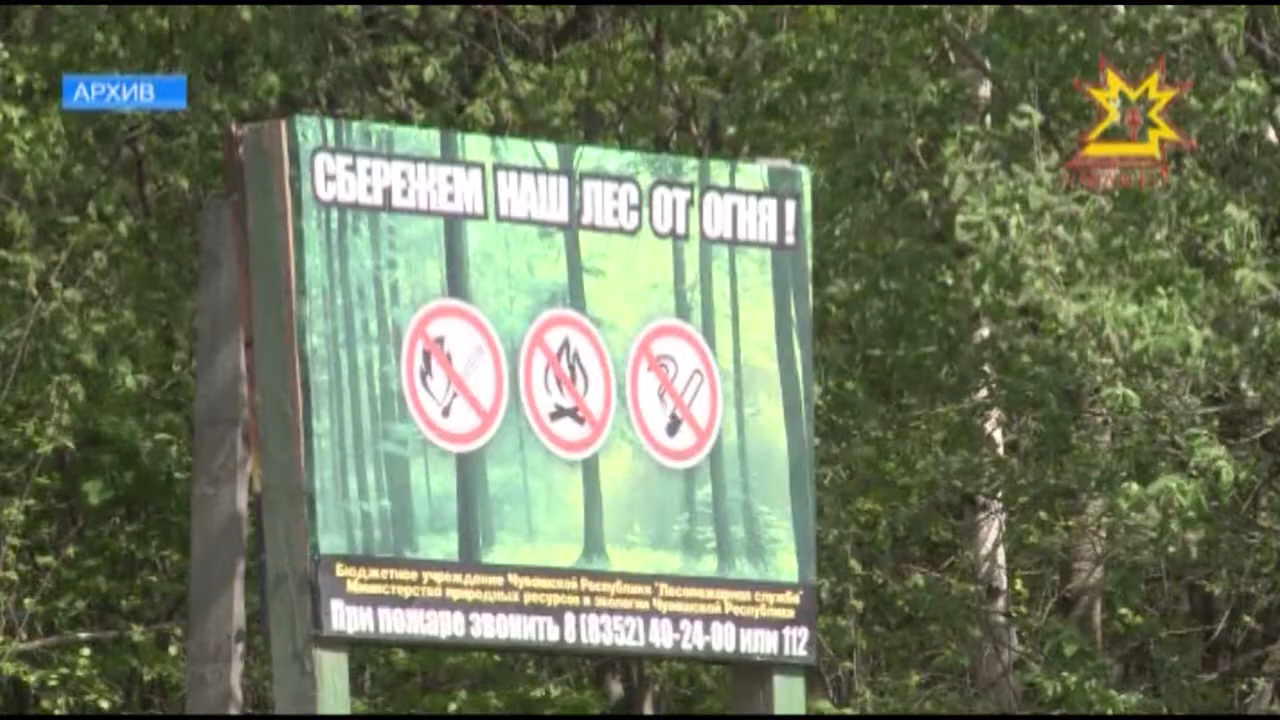 АРХИВ
СБЕРЕЖЕМ НАШ ЛЕС ОТ ОГНЯ!
Бюджетное учреждение Чувашской Республики "Лесопожарная служба"
Министерство природных ресурсов и экологии Чувашской Республики
При пожаре звонить 8 (8352) 40-24-00 или 112